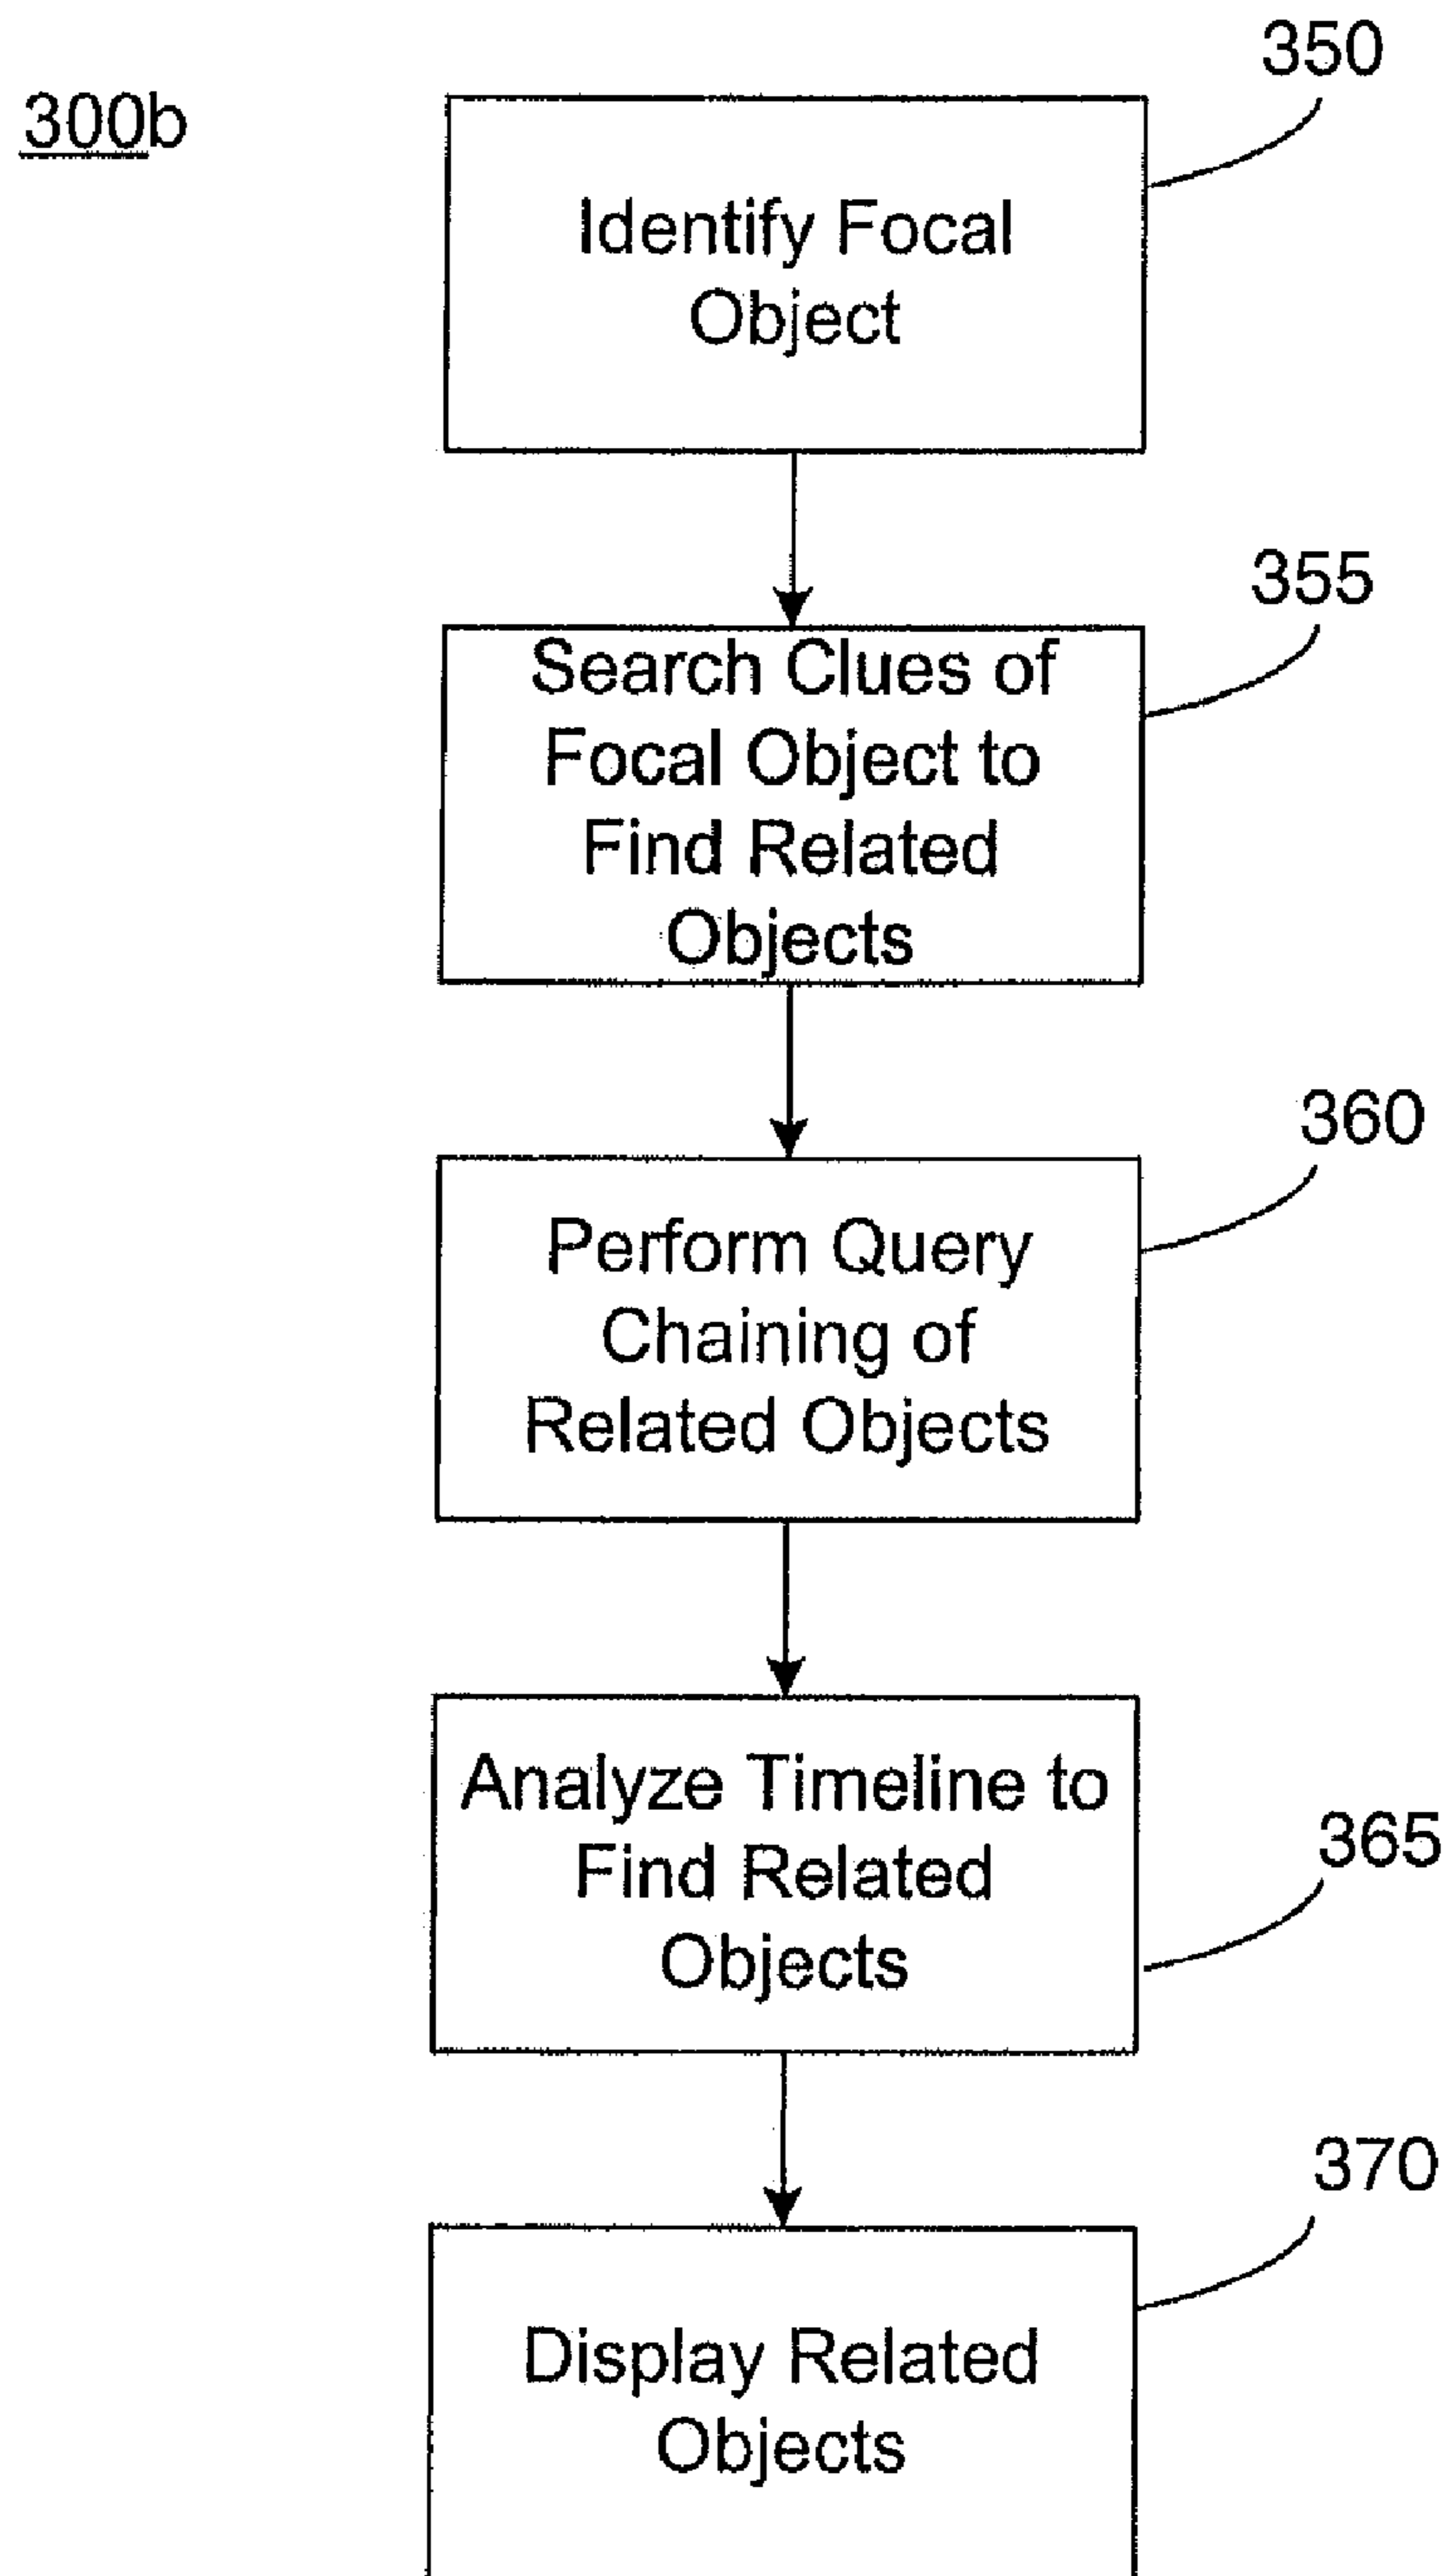 300b
350
Identify Focal
Object
355
Search Clues of
Focal Object to
Find Related
Objects
360
Perform Query
Chaining of
Related Objects
365
Analyze Timeline to
Find Related
Objects
370
Display Related
Objects